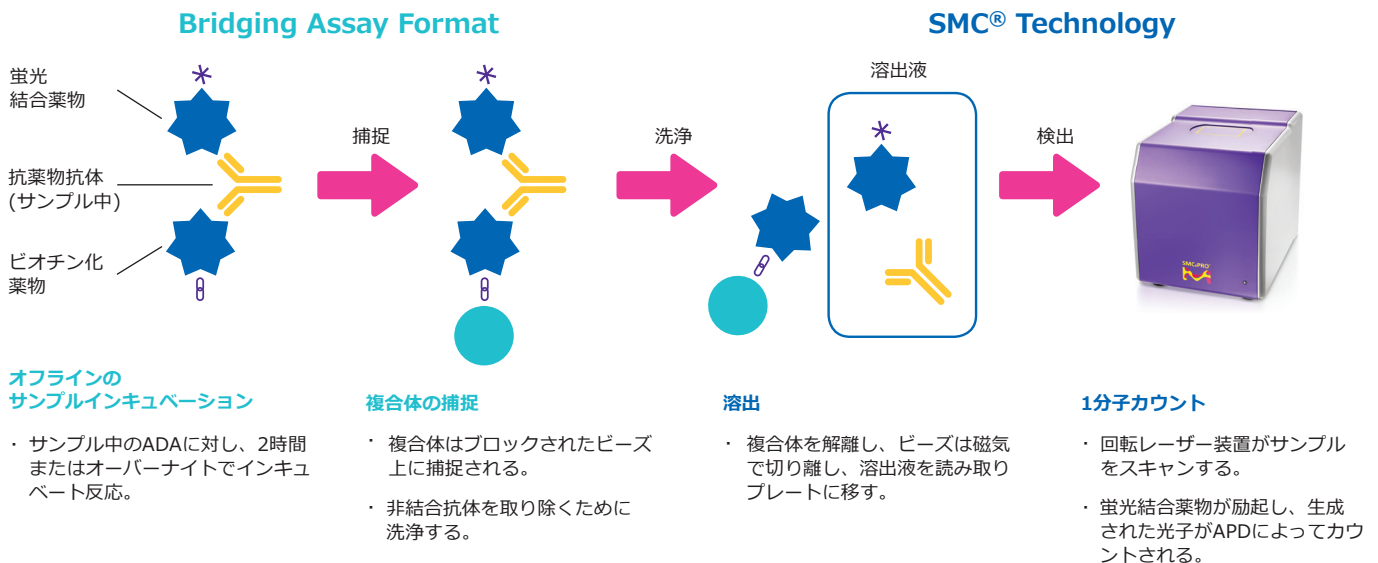 Bridging Assay Format
SMC® Technology
蛍光
結合薬物
抗薬物抗体
(サンプル中)
ビオチン化
薬物
捕捉
洗浄
溶出液
検出
SMC PRO
オフラインの
サンプルインキュベーション
・ サンプル中のADAに対し、2時間
またはオーバーナイトでインキュ
ベート反応。
複合体の捕捉
・ 複合体はブロックされたビーズ
上に捕捉される。
・ 非結合抗体を取り除くために
洗浄する。
溶出
・ 複合体を解離し、ビーズは磁気
で切り離し、溶出液を読み取り
プレートに移す。
1分子カウント
・ 回転レーザー装置がサンプル
をスキャンする。
・ 蛍光結合薬物が励起し、生成
された光子がAPDによってカウ
ントされる。